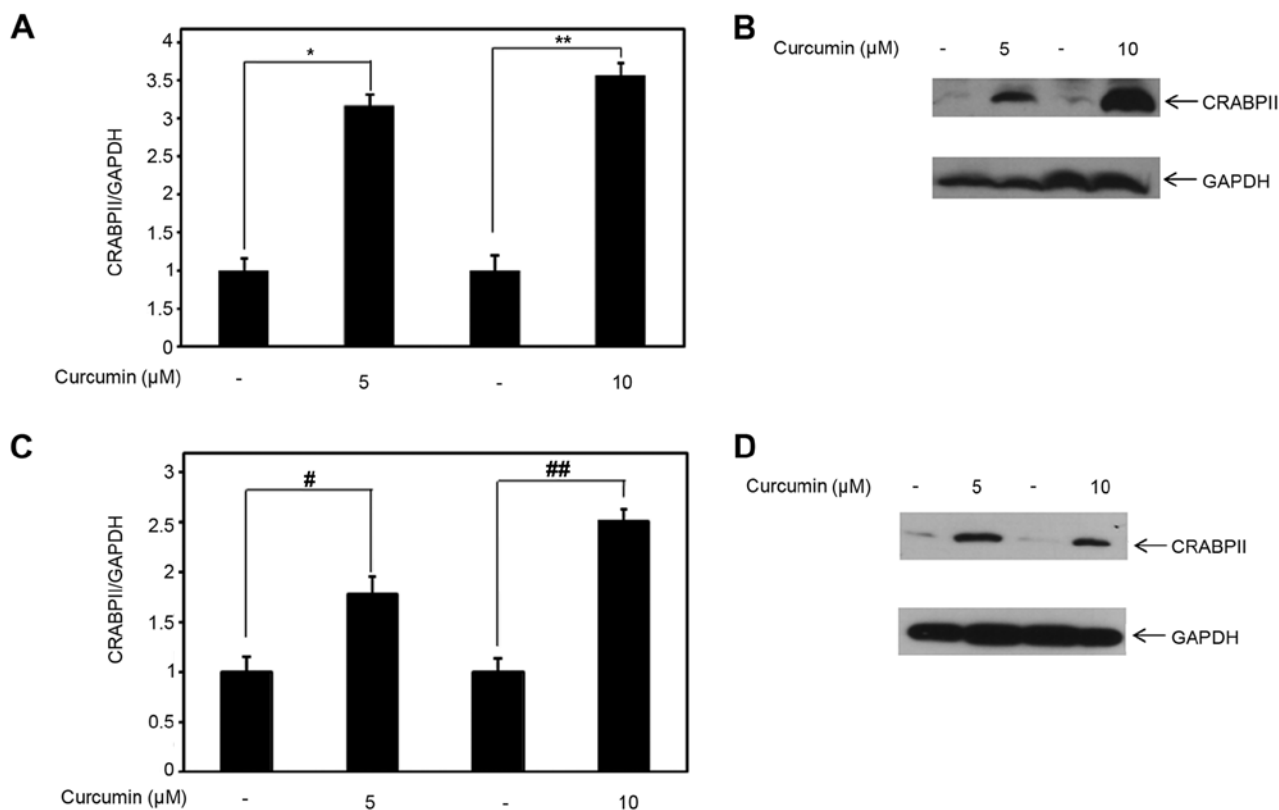 A
4
3.5
3
2.5
2
1.5
1
1.5
0
CRABPII/GAPDH
*
**
Curcumin (µM) - 5 - 10
B
Curcumin (µM) - 5 - 10
CRABPII
GAPDH
C
3
2.5
2
1.5
1
0.5
0
CRABPII/GAPDH
#
##
Curcumin (µM) - 5 - 10
D
Curcumin (µM) - 5 - 10
CRABPII
GAPDH